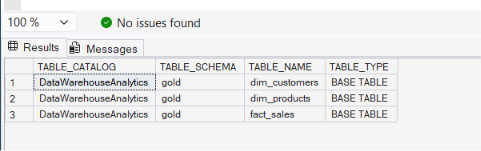 100 % No issues found
Results Messages
TABLE_CATALOG TABLE_SCHEMA TABLE_NAME TABLE_TYPE
1 DataWarehouseAnalytics gold dim_customers BASE TABLE
2 DataWarehouseAnalytics gold dim_products BASE TABLE
3 DataWarehouseAnalytics gold fact_sales BASE TABLE